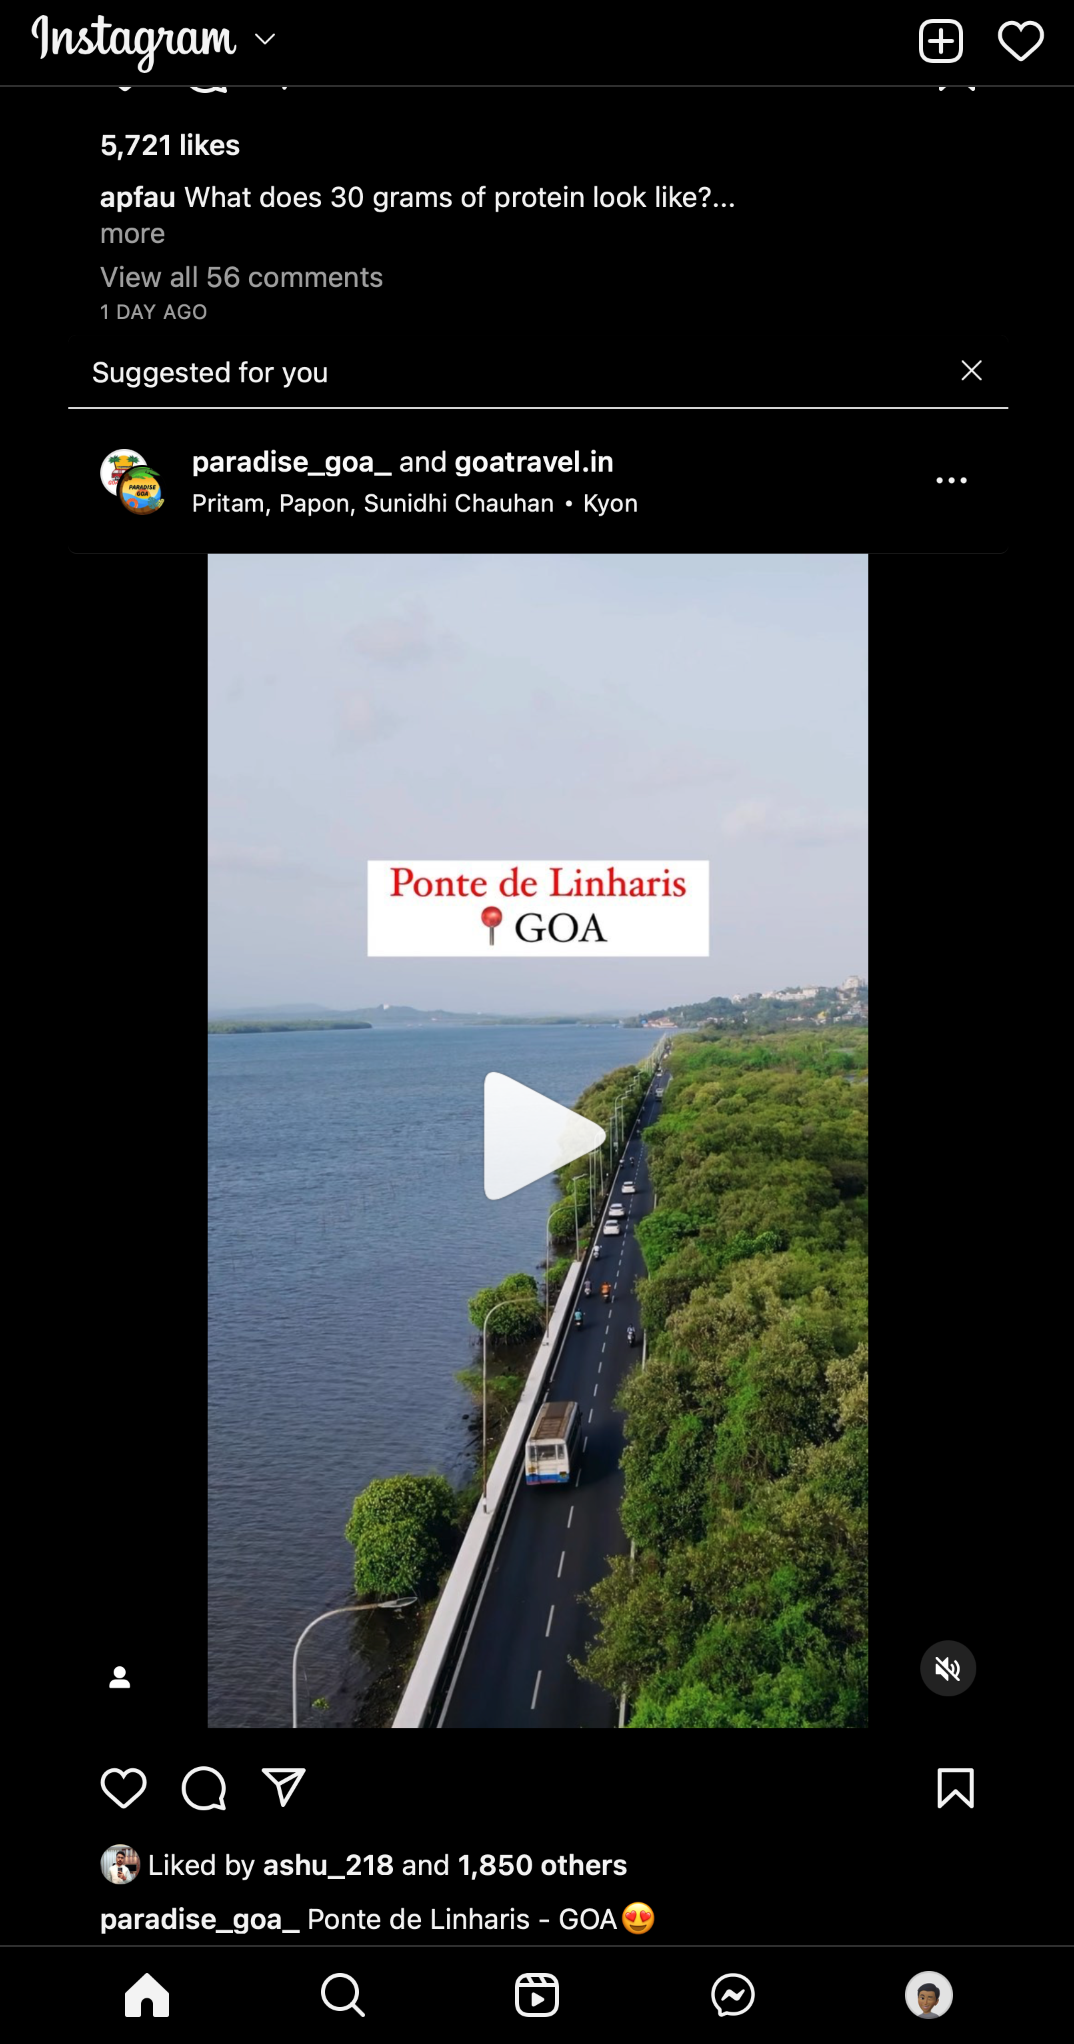 Instagram
5,721 likes
apfau What does 30 grams of protein look like?...
more
View all 56 comments
1 DAY AGO
Suggested for you
PARADISE
GOA
paradise_goa_ and goatravel.in
Pritam, Papon, Sunidhi Chauhan • Kyon
Ponte de Linharis
📍 GOA
Liked by ashu_218 and 1,850 others
paradise_goa_ Ponte de Linharis - GOA😍